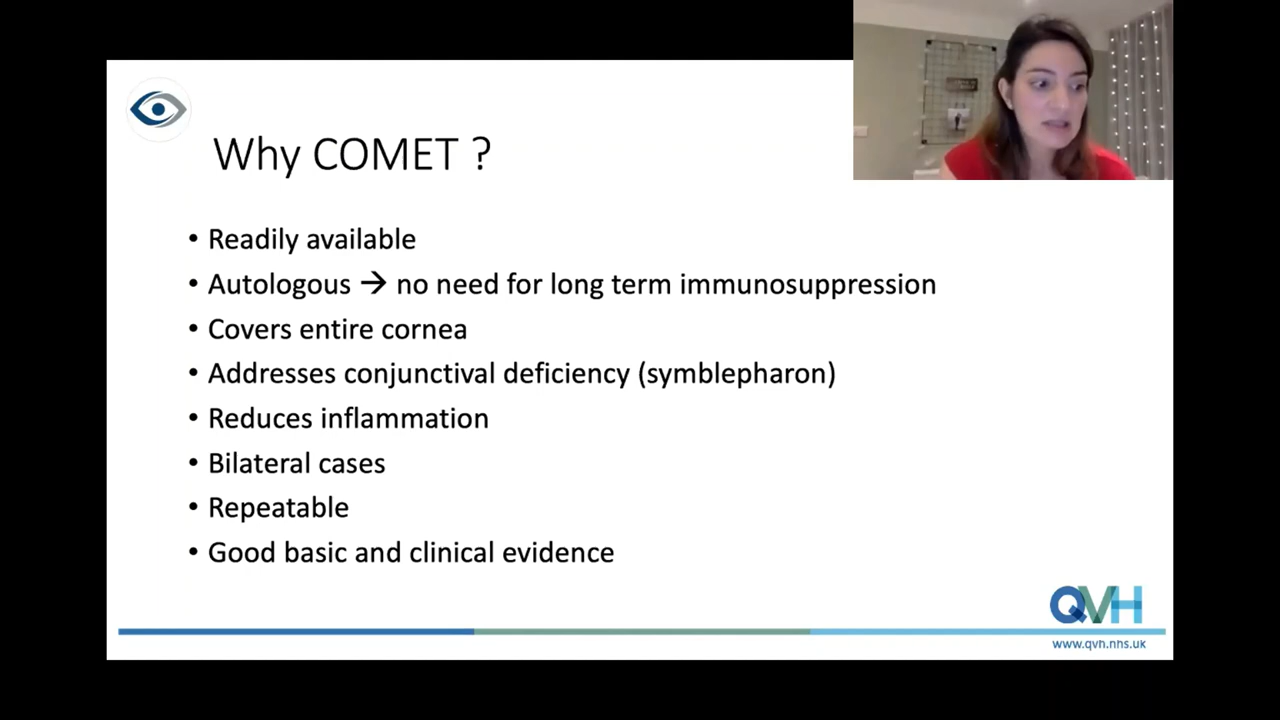 Why COMET ?
• Readily available
• Autologous → no need for long term immunosuppression
• Covers entire cornea
• Addresses conjunctival deficiency (symblepharon)
• Reduces inflammation
• Bilateral cases
• Repeatable
• Good basic and clinical evidence
QVH
www.qvh.nhs.uk